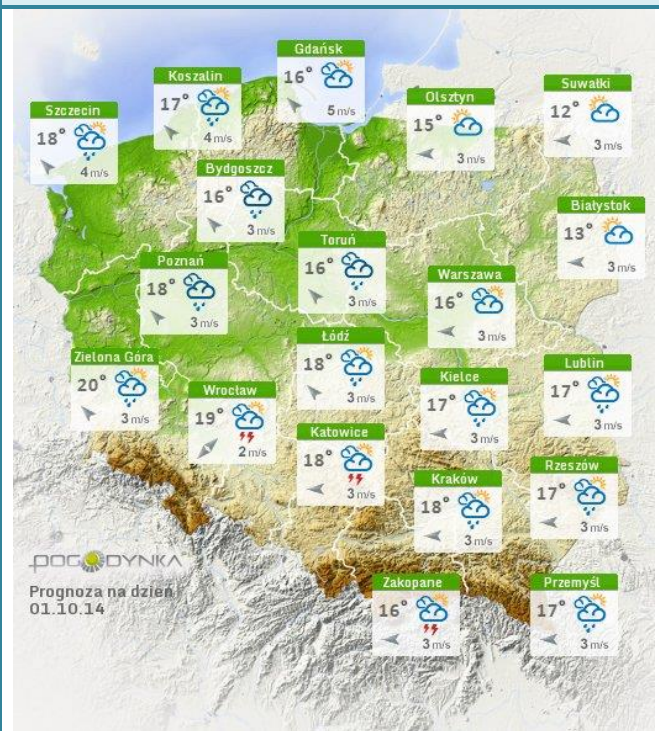 Gdańsk
16° 5 m/s
Koszalin
17° 4 m/s
Szczecin
18° 4 m/s
Olsztyn
15° 3 m/s
Suwałki
12° 3 m/s
Bydgoszcz
16° 3 m/s
Białystok
13° 3 m/s
Toruń
16° 3 m/s
Poznań
18° 3 m/s
Warszawa
16° 3 m/s
Łódź
18° 3 m/s
Zielona Góra
20° 3 m/s
Wrocław
19° 2 m/s
Kielce
17° 3 m/s
Lublin
17° 3 m/s
Katowice
18° 3 m/s
Kraków
18° 3 m/s
Rzeszów
17° 3 m/s
POGODYNKA
Prognoza na dzień
01.10.14
Zakopane
16° 3 m/s
Przemyśl
17° 3 m/s